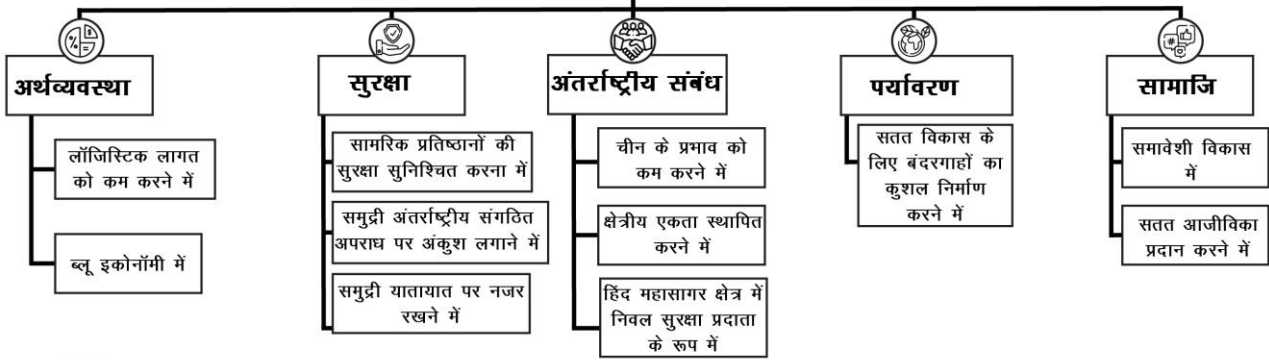 अर्थव्यवस्था
लॉजिस्टिक लागत
को कम करने में
ब्लू इकोनॉमी में
सुरक्षा
सामरिक प्रतिष्ठानों की
सुरक्षा सुनिश्चित करना में
समुद्री अंतर्राष्ट्रीय संगठित
अपराध पर अंकुश लगाने में
समुद्री यातायात पर नजर
रखने में
अंतर्राष्ट्रीय संबंध
चीन के प्रभाव को
कम करने में
क्षेत्रीय एकता स्थापित
करने में
हिंद महासागर क्षेत्र में
निवल सुरक्षा प्रदाता
के रूप में
पर्यावरण
सतत विकास के
लिए बंदरगाहों का
कुशल निर्माण
करने में
सामाजि
समावेशी विकास
में
सतत आजीविका
प्रदान करने में